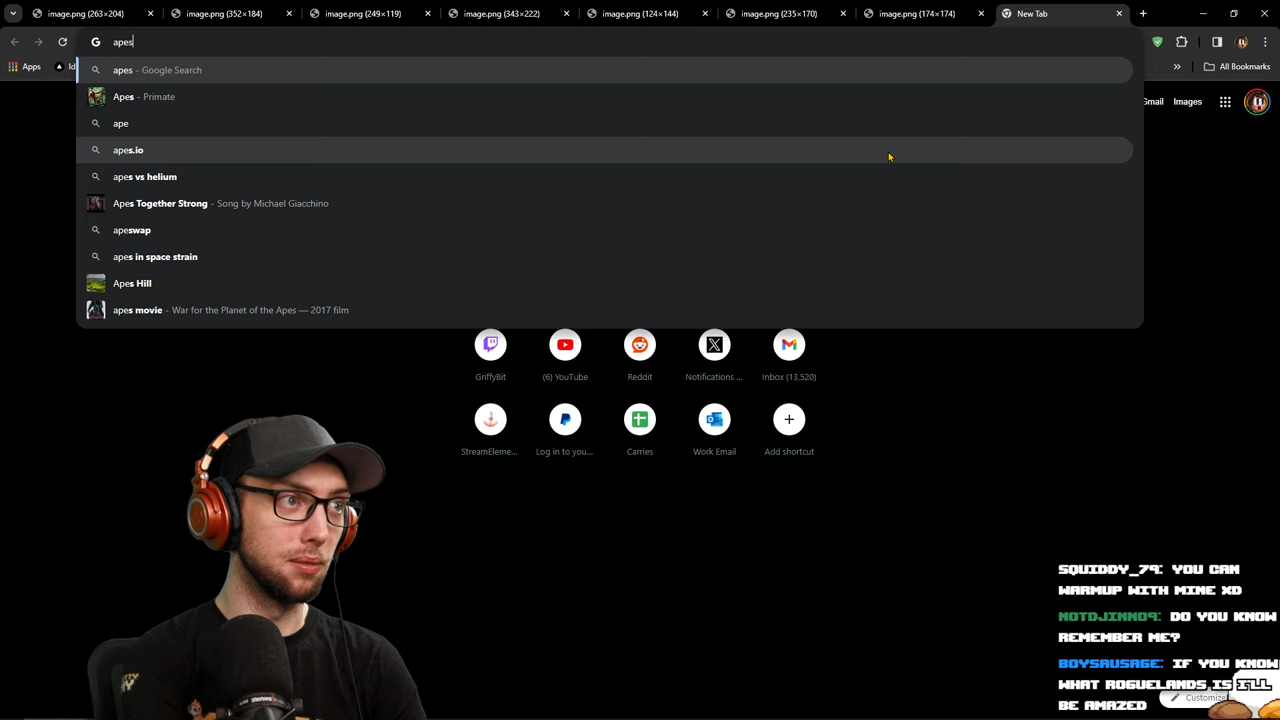 image.png (263×204)
image.png (352×184)
image.png (249×119)
image.png (343×222)
image.png (124×144)
image.png (235×170)
image.png (174×174)
New Tab
apes
Apps
All Bookmarks
apes - Google Search
Apes - Primate
ape
apes.io
apes vs helium
Apes Together Strong - Song by Michael Giacchino
apeswap
apes in space strain
Apes Hill
apes movie - War for the Planet of the Apes — 2017 film
Images
GriffyBit
(6) YouTube
Reddit
Notifications ...
Inbox (13,520)
StreamEleme...
Log in to you...
Carries
Work Email
Add shortcut
SQUIDDY_79: YOU CAN
WARMUP WITH MINE XD
NOTDJINN09: DO YOU KNOW
REMEMBER ME?
BOYSAUSAGE: IF YOU KNOW
WHAT ROGUELANDS IS I'LL
BE AMAZED
Customize